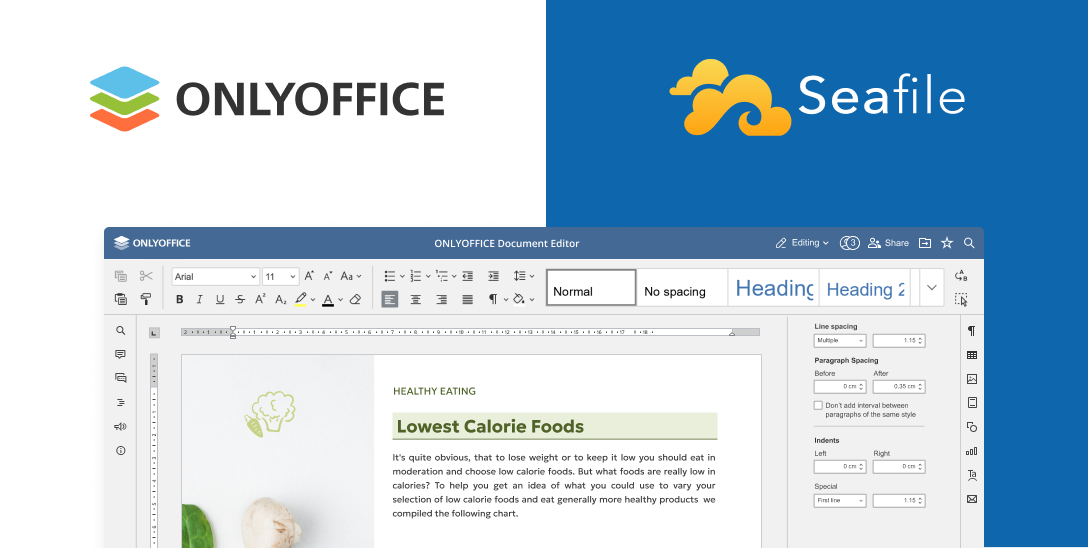 ONLYOFFICE
Seafile
ONLYOFFICE
ONLYOFFICE Document Editor
Editing
3
Share
Arial
11
Aa
Normal
No spacing
Heading
Heading 2
B I U S A² A₂ A
HEALTHY EATING
Lowest Calorie Foods
It's quite obvious, that to lose weight or to keep it low you should eat in
moderation and choose low calorie foods. But what foods are really low in
calories? To help you get an idea of what you could use to vary your
selection of low calorie foods and eat generally more healthy products we
compiled the following chart.
Line spacing
Multiple 1.15
Paragraph Spacing
Before After
0 cm 0.35 cm
Don't add interval between
paragraphs of the same style
Indents
Left Right
0 cm 0 cm
Special
First line 1.15